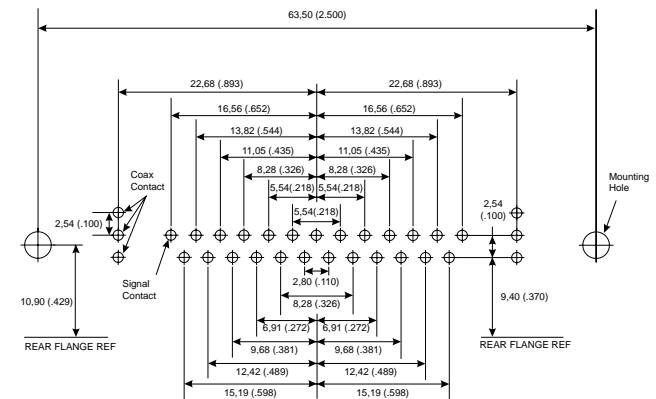 63,50 (2.500)
22,68 (.893) 22,68 (.893)
16,56 (.652) 16,56 (.652)
13,82 (.544) 13,82 (.544)
11,05 (.435) 11,05 (.435)
8,28 (.326) 8,28 (.326)
5,54(.218) 5,54(.218)
5,54(.218)
Coax
Contact
Mounting
Hole
2,54 (.100)
2,54
(.100)
Signal
Contact
2,80 (.110)
8,28 (.326)
10,90 (.429)
9,40 (.370)
6,91 (.272) 6,91 (.272)
9,68 (.381) 9,68 (.381)
REAR FLANGE REF
REAR FLANGE REF
12,42 (.489) 12,42 (.489)
15,19 (.598) 15,19 (.598)